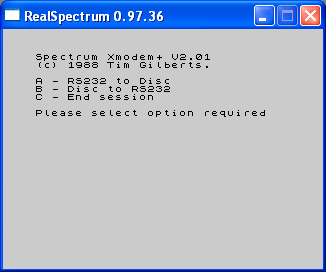 RealSpectrum 0.97.36
Spectrum Xmodem+ V2.01
(c) 1988 Tim Gilberts.
A - RS232 to Disc
B - Disc to RS232
C - End session
Please select option required